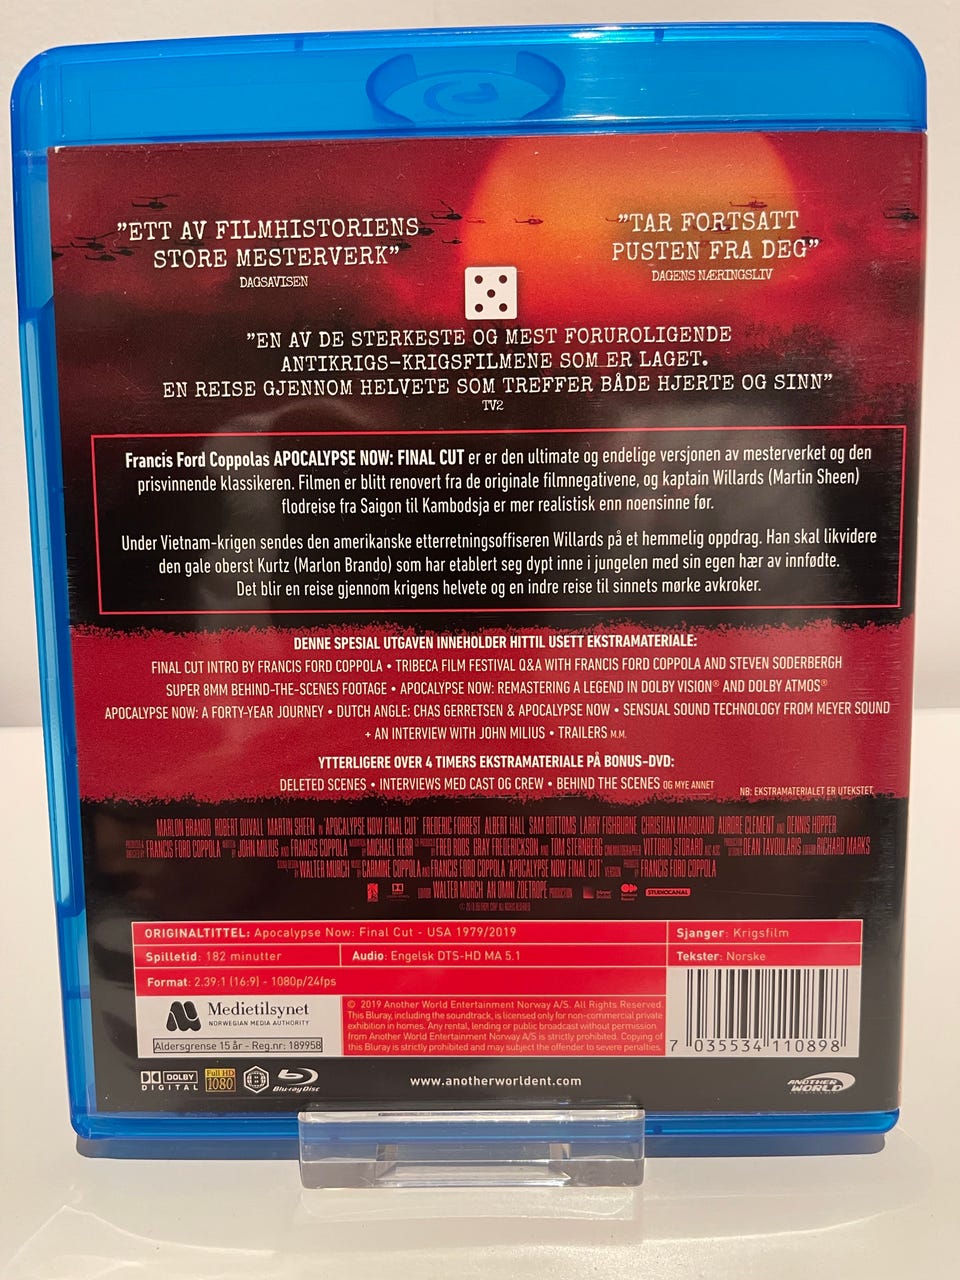 "ETT AV FILMHISTORIENS
STORE MESTERVERK"
DAGSAVISEN
"TAR FORTSATT
PUSTEN FRA DEG"
DAGENS NÆRINGSLIV
"EN AV DE STERKESTE OG MEST FORUROLIGENDE
ANTIKRIGS-KRIGSFILMENE SOM ER LAGET.
EN REISE GJENNOM HELVETE SOM TREFFER BÅDE HJERTE OG SINN"
TV2
Francis Ford Coppolas APOCALYPSE NOW: FINAL CUT er er den ultimate og endelige versjonen av mesterverket og den
prisvinnende klassikeren. Filmen er blitt renovert fra de originale filmnegativene, og kaptain Willards (Martin Sheen)
flodreise fra Saigon til Kambodsja er mer realistisk enn noensinne før.
Under Vietnam-krigen sendes den amerikanske etterretningsoffiseren Willards på et hemmelig oppdrag. Han skal likvidere
den gale oberst Kurtz (Marlon Brando) som har etablert seg dypt inne i jungelen med sin egen hær av innfødte.
Det blir en reise gjennom krigens helvete og en indre reise til sinnets mørke avkroker.
DENNE SPESIAL UTGAVEN INNEHOLDER HITTIL USETT EKSTRAMATERIALE:
FINAL CUT INTRO BY FRANCIS FORD COPPOLA • TRIBECA FILM FESTIVAL Q&A WITH FRANCIS FORD COPPOLA AND STEVEN SODERBERGH
SUPER 8MM BEHIND-THE-SCENES FOOTAGE • APOCALYPSE NOW: REMASTERING A LEGEND IN DOLBY VISION® AND DOLBY ATMOS®
APOCALYPSE NOW: A FORTY-YEAR JOURNEY • DUTCH ANGLE: CHAS GERRETSEN & APOCALYPSE NOW • SENSUAL SOUND TECHNOLOGY FROM MEYER SOUND
+ AN INTERVIEW WITH JOHN MILIUS • TRAILERS M.M.
YTTERLIGERE OVER 4 TIMERS EKSTRAMATERIALE PÅ BONUS-DVD:
DELETED SCENES • INTERVIEWS MED CAST OG CREW • BEHIND THE SCENES OG MYE ANNET
NB: EKSTRAMATERIALET ER UTEKSTET.
MARLON BRANDO ROBERT DUVALL MARTIN SHEEN IN 'APOCALYPSE NOW FINAL CUT' FREDERIC FORREST ALBERT HALL SAM BOTTOMS LARRY FISHBURNE CHRISTIAN MARQUAND AURORE CLEMENT AND DENNIS HOPPER
FRANCIS FORD COPPOLA JOHN MILIUS AND FRANCIS COPPOLA MICHAEL HERR FRED ROOS GRAY FREDERICKSON AND TOM STERNBERG VITTORIO STORARO DEAN TAVOULARIS RICHARD MARKS
WALTER MURCH CARMINE COPPOLA AND FRANCIS FORD COPPOLA 'APOCALYPSE NOW FINAL CUT' FRANCIS FORD COPPOLA
WALTER MURCH AN OMNI ZOETROPE PRODUCTION STUDIOCANAL
ORIGINALTITTEL: Apocalypse Now: Final Cut - USA 1979/2019
Sjanger: Krigsfilm
Spilletid: 182 minutter
Audio: Engelsk DTS-HD MA 5.1
Tekster: Norske
Format: 2.39:1 (16:9) - 1080p/24fps
Medietilsynet
NORWEGIAN MEDIA AUTHORITY
Aldersgrense 15 år - Reg.nr: 189958
© 2019 Another World Entertainment Norway A/S. All Rights Reserved.
This Bluray, including the soundtrack, is licensed only for non-commercial private
exhibition in homes. Any rental, lending or public broadcast without permission
from Another World Entertainment Norway A/S is strictly prohibited. Copying of
this Bluray is strictly prohibited and may subject the offender to severe penalties.
7 035534 110898
DOLBY
DIGITAL
Full HD
1080
Blu-ray Disc
www.anotherworldent.com
ANOTHER
WORLD